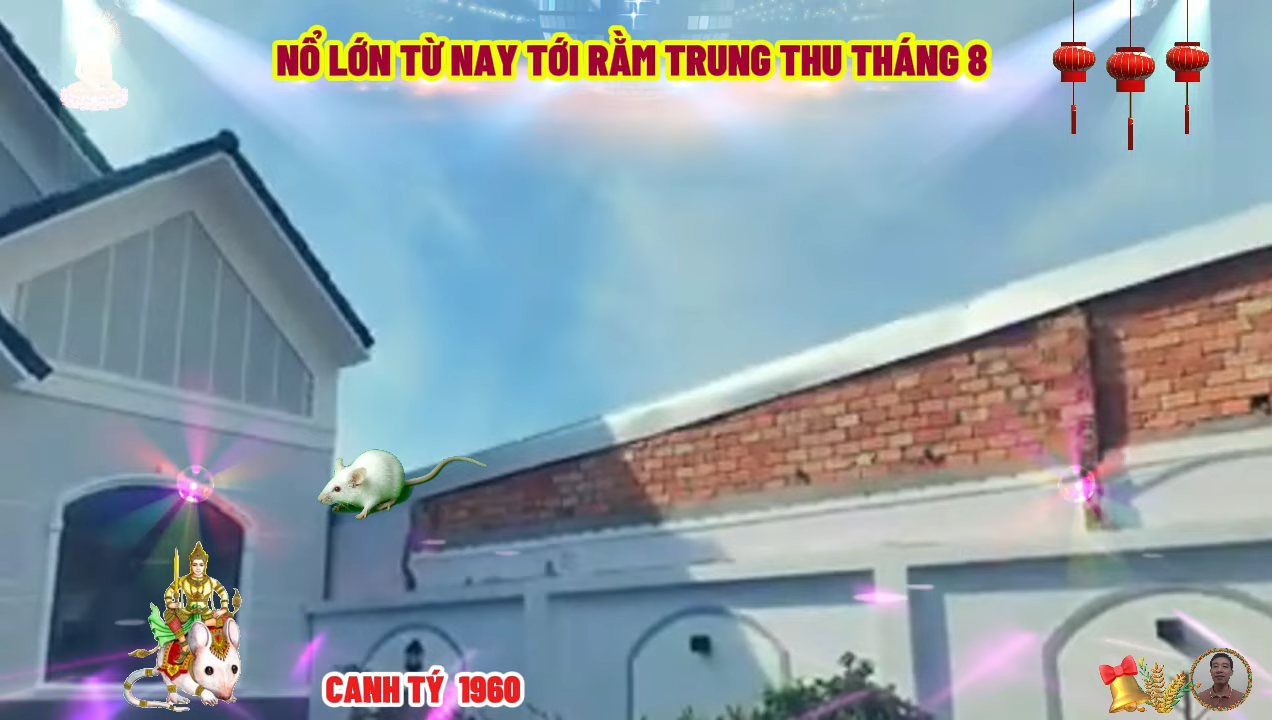 NỔ LỚN TỪ NAY TỚI RẰM TRUNG THU THÁNG 8
CANH TÝ 1960